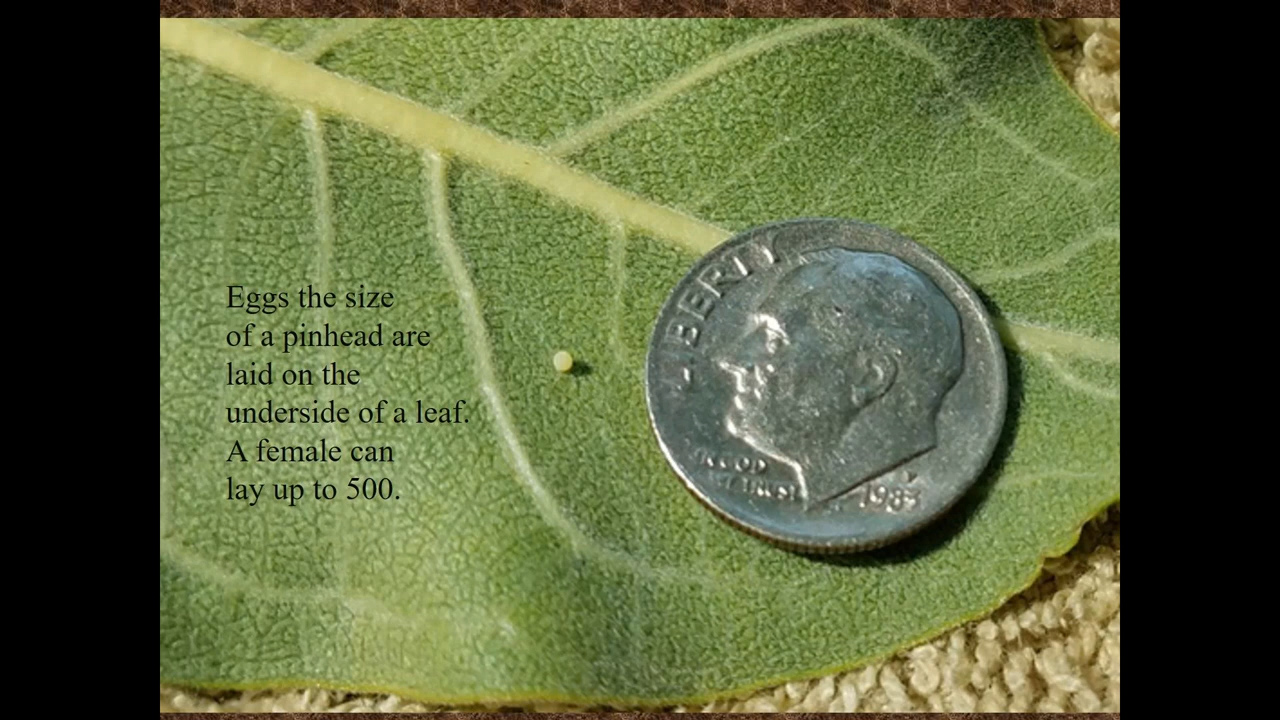 Eggs the size
of a pinhead are
laid on the
underside of a leaf.
A female can
lay up to 500.
LIBERTY